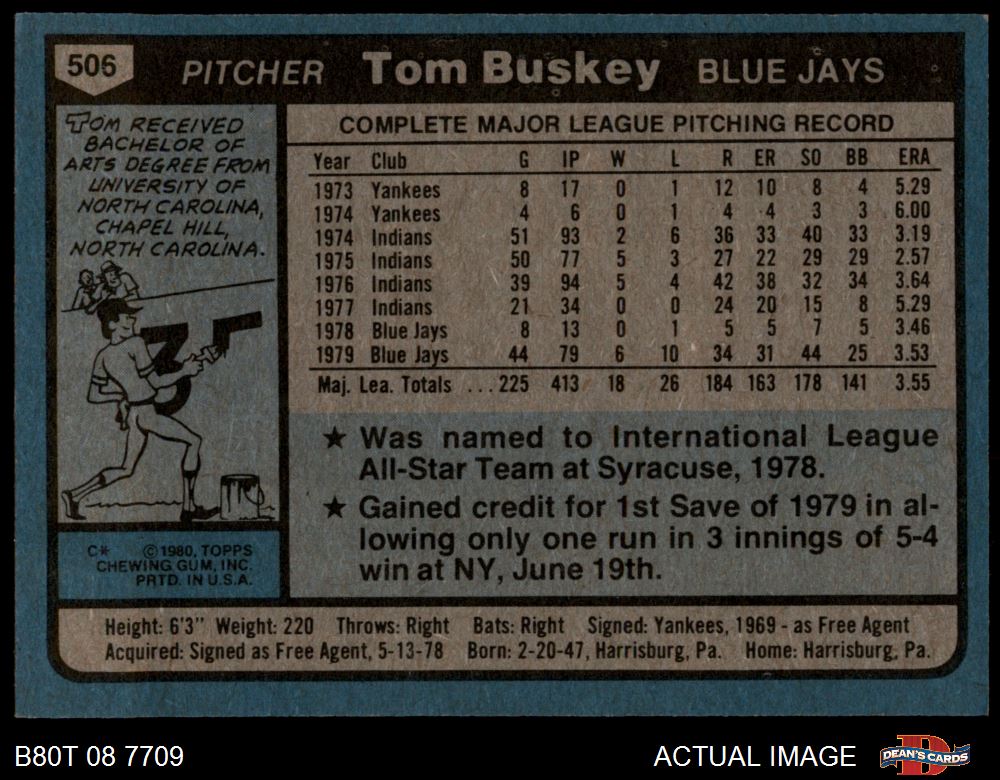 506 PITCHER Tom Buskey BLUE JAYS
TOM RECEIVED
BACHELOR OF
ARTS DEGREE FROM
UNIVERSITY OF
NORTH CAROLINA,
CHAPEL HILL,
NORTH CAROLINA.
3
C* ©1980, TOPPS
CHEWING GUM, INC.
PRTD. IN U.S.A.
COMPLETE MAJOR LEAGUE PITCHING RECORD
Year Club G IP W L R ER SO BB ERA
1973 Yankees 8 17 0 1 12 10 8 4 5.29
1974 Yankees 4 6 0 1 4 4 3 3 6.00
1974 Indians 51 93 2 6 36 33 40 33 3.19
1975 Indians 50 77 5 3 27 22 29 29 2.57
1976 Indians 39 94 5 4 42 38 32 34 3.64
1977 Indians 21 34 0 0 24 20 15 8 5.29
1978 Blue Jays 8 13 0 1 5 5 7 5 3.46
1979 Blue Jays 44 79 6 10 34 31 44 25 3.53
Maj. Lea. Totals ...225 413 18 26 184 163 178 141 3.55
★ Was named to International League
All-Star Team at Syracuse, 1978.
★ Gained credit for 1st Save of 1979 in al-
lowing only one run in 3 innings of 5-4
win at NY, June 19th.
Height: 6'3" Weight: 220 Throws: Right Bats: Right Signed: Yankees, 1969 - as Free Agent
Acquired: Signed as Free Agent, 5-13-78 Born: 2-20-47, Harrisburg, Pa. Home: Harrisburg, Pa.
B80T 08 7709 ACTUAL IMAGE D DEAN'S CARDS